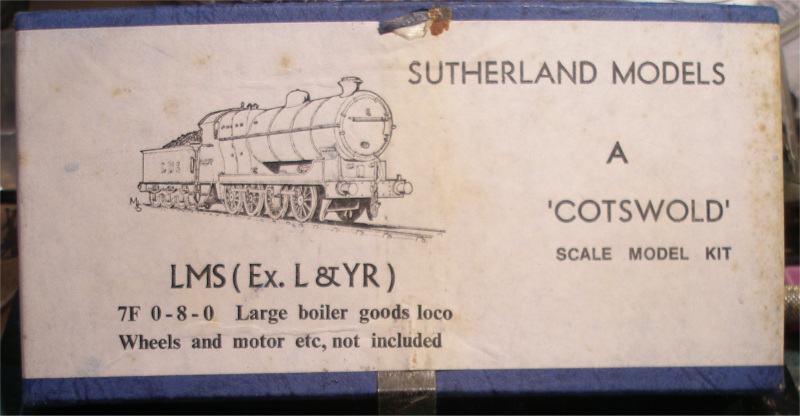 SUTHERLAND MODELS
A
'COTSWOLD'
SCALE MODEL KIT
LMS
LMS (Ex. L &YR)
7F 0-8-0 Large boiler goods loco
Wheels and motor etc, not included